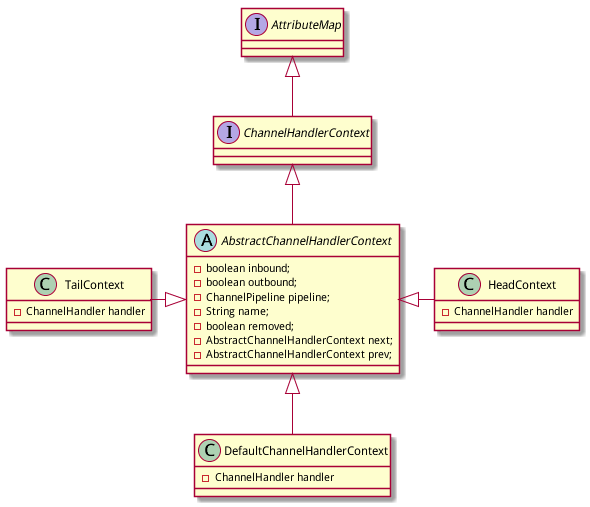 I AttributeMap
I ChannelHandlerContext
A AbstractChannelHandlerContext
boolean inbound;
boolean outbound;
ChannelPipeline pipeline;
String name;
boolean removed;
AbstractChannelHandlerContext next;
AbstractChannelHandlerContext prev;
C TailContext
ChannelHandler handler
C HeadContext
ChannelHandler handler
C DefaultChannelHandlerContext
ChannelHandler handler